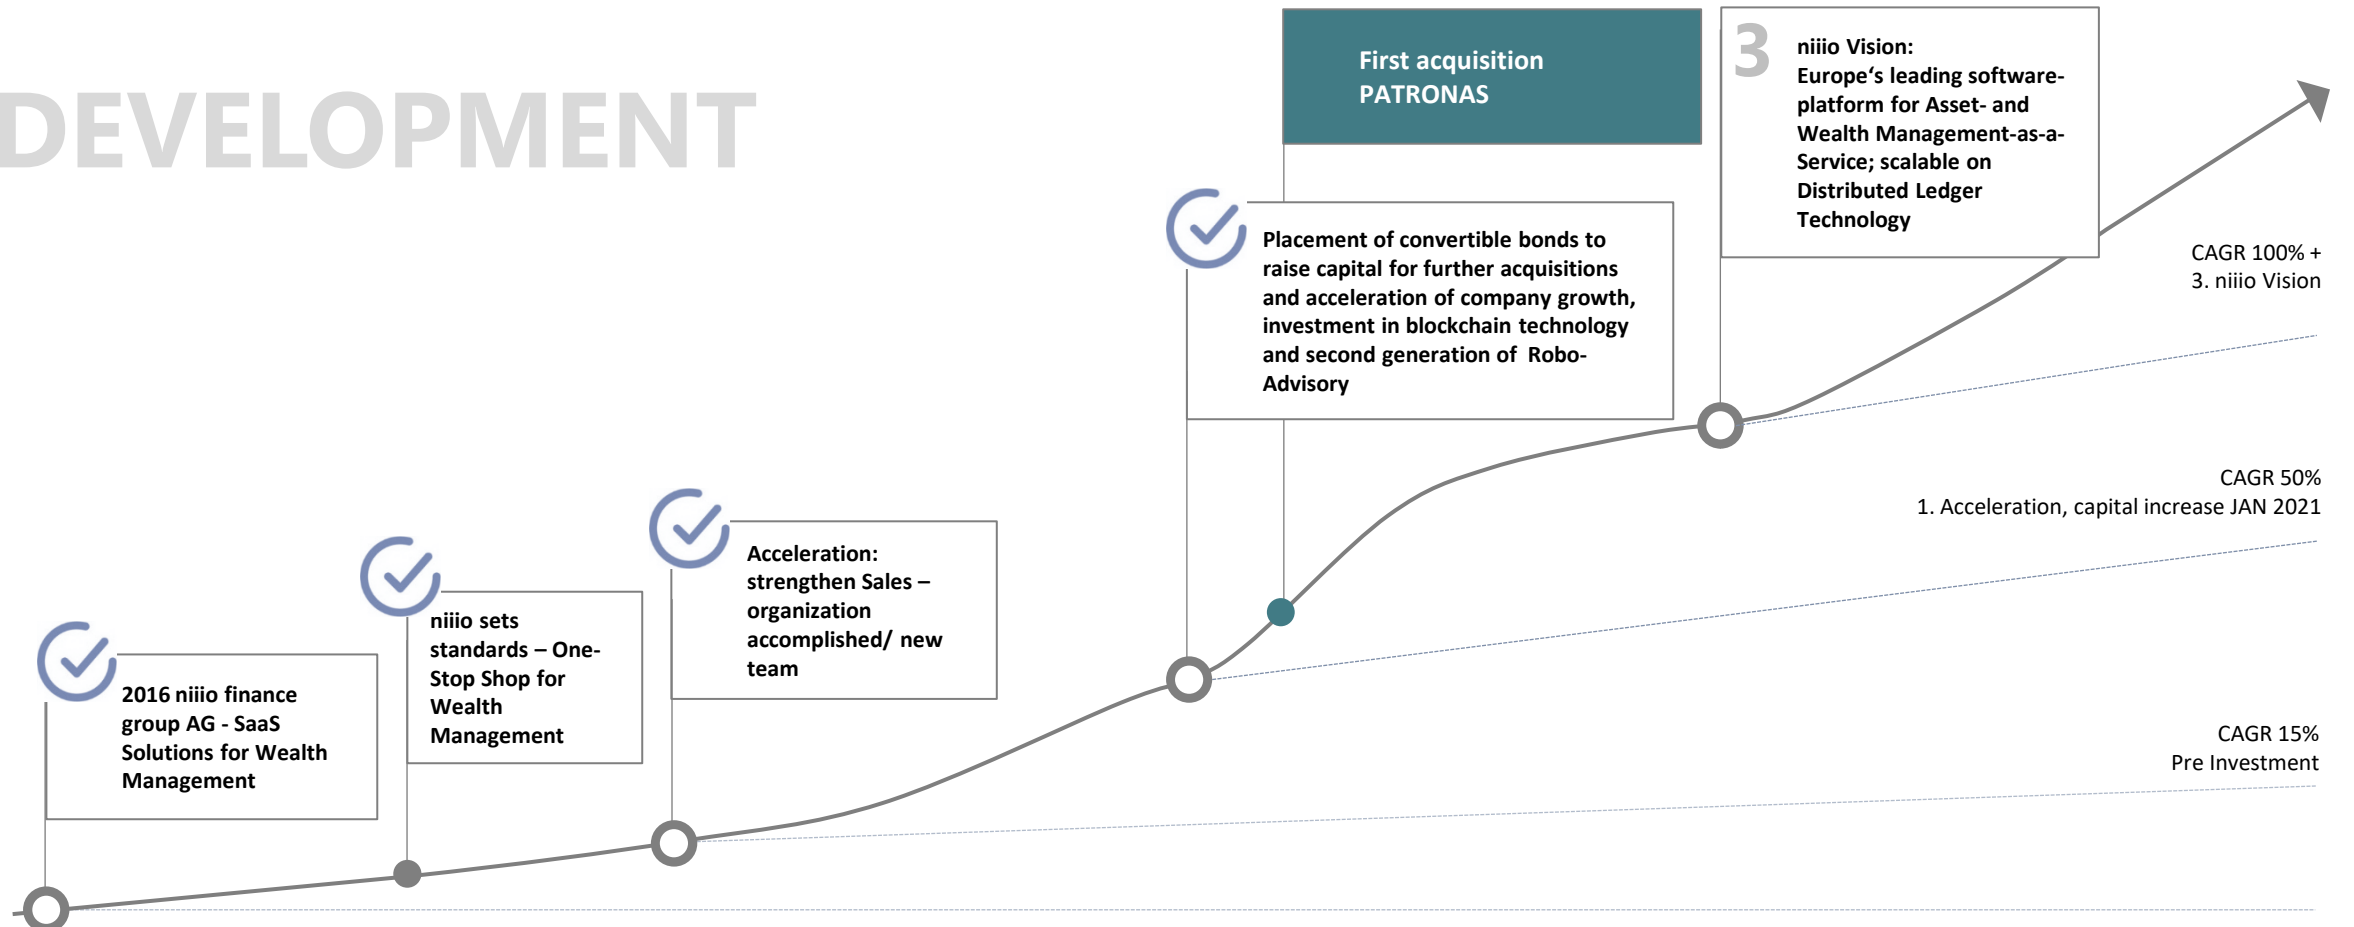 DEVELOPMENT
First acquisition
PATRONAS
3
niiio Vision:
Europe‘s leading software-
platform for Asset- and
Wealth Management-as-a-
Service; scalable on
Distributed Ledger
Technology
Placement of convertible bonds to
raise capital for further acquisitions
and acceleration of company growth,
investment in blockchain technology
and second generation of Robo-
Advisory
CAGR 100% +
3. niiio Vision
CAGR 50%
1. Acceleration, capital increase JAN 2021
Acceleration:
strengthen Sales –
organization
accomplished/ new
team
niiio sets
standards – One-
Stop Shop for
Wealth
Management
2016 niiio finance
group AG - SaaS
Solutions for Wealth
Management
CAGR 15%
Pre Investment